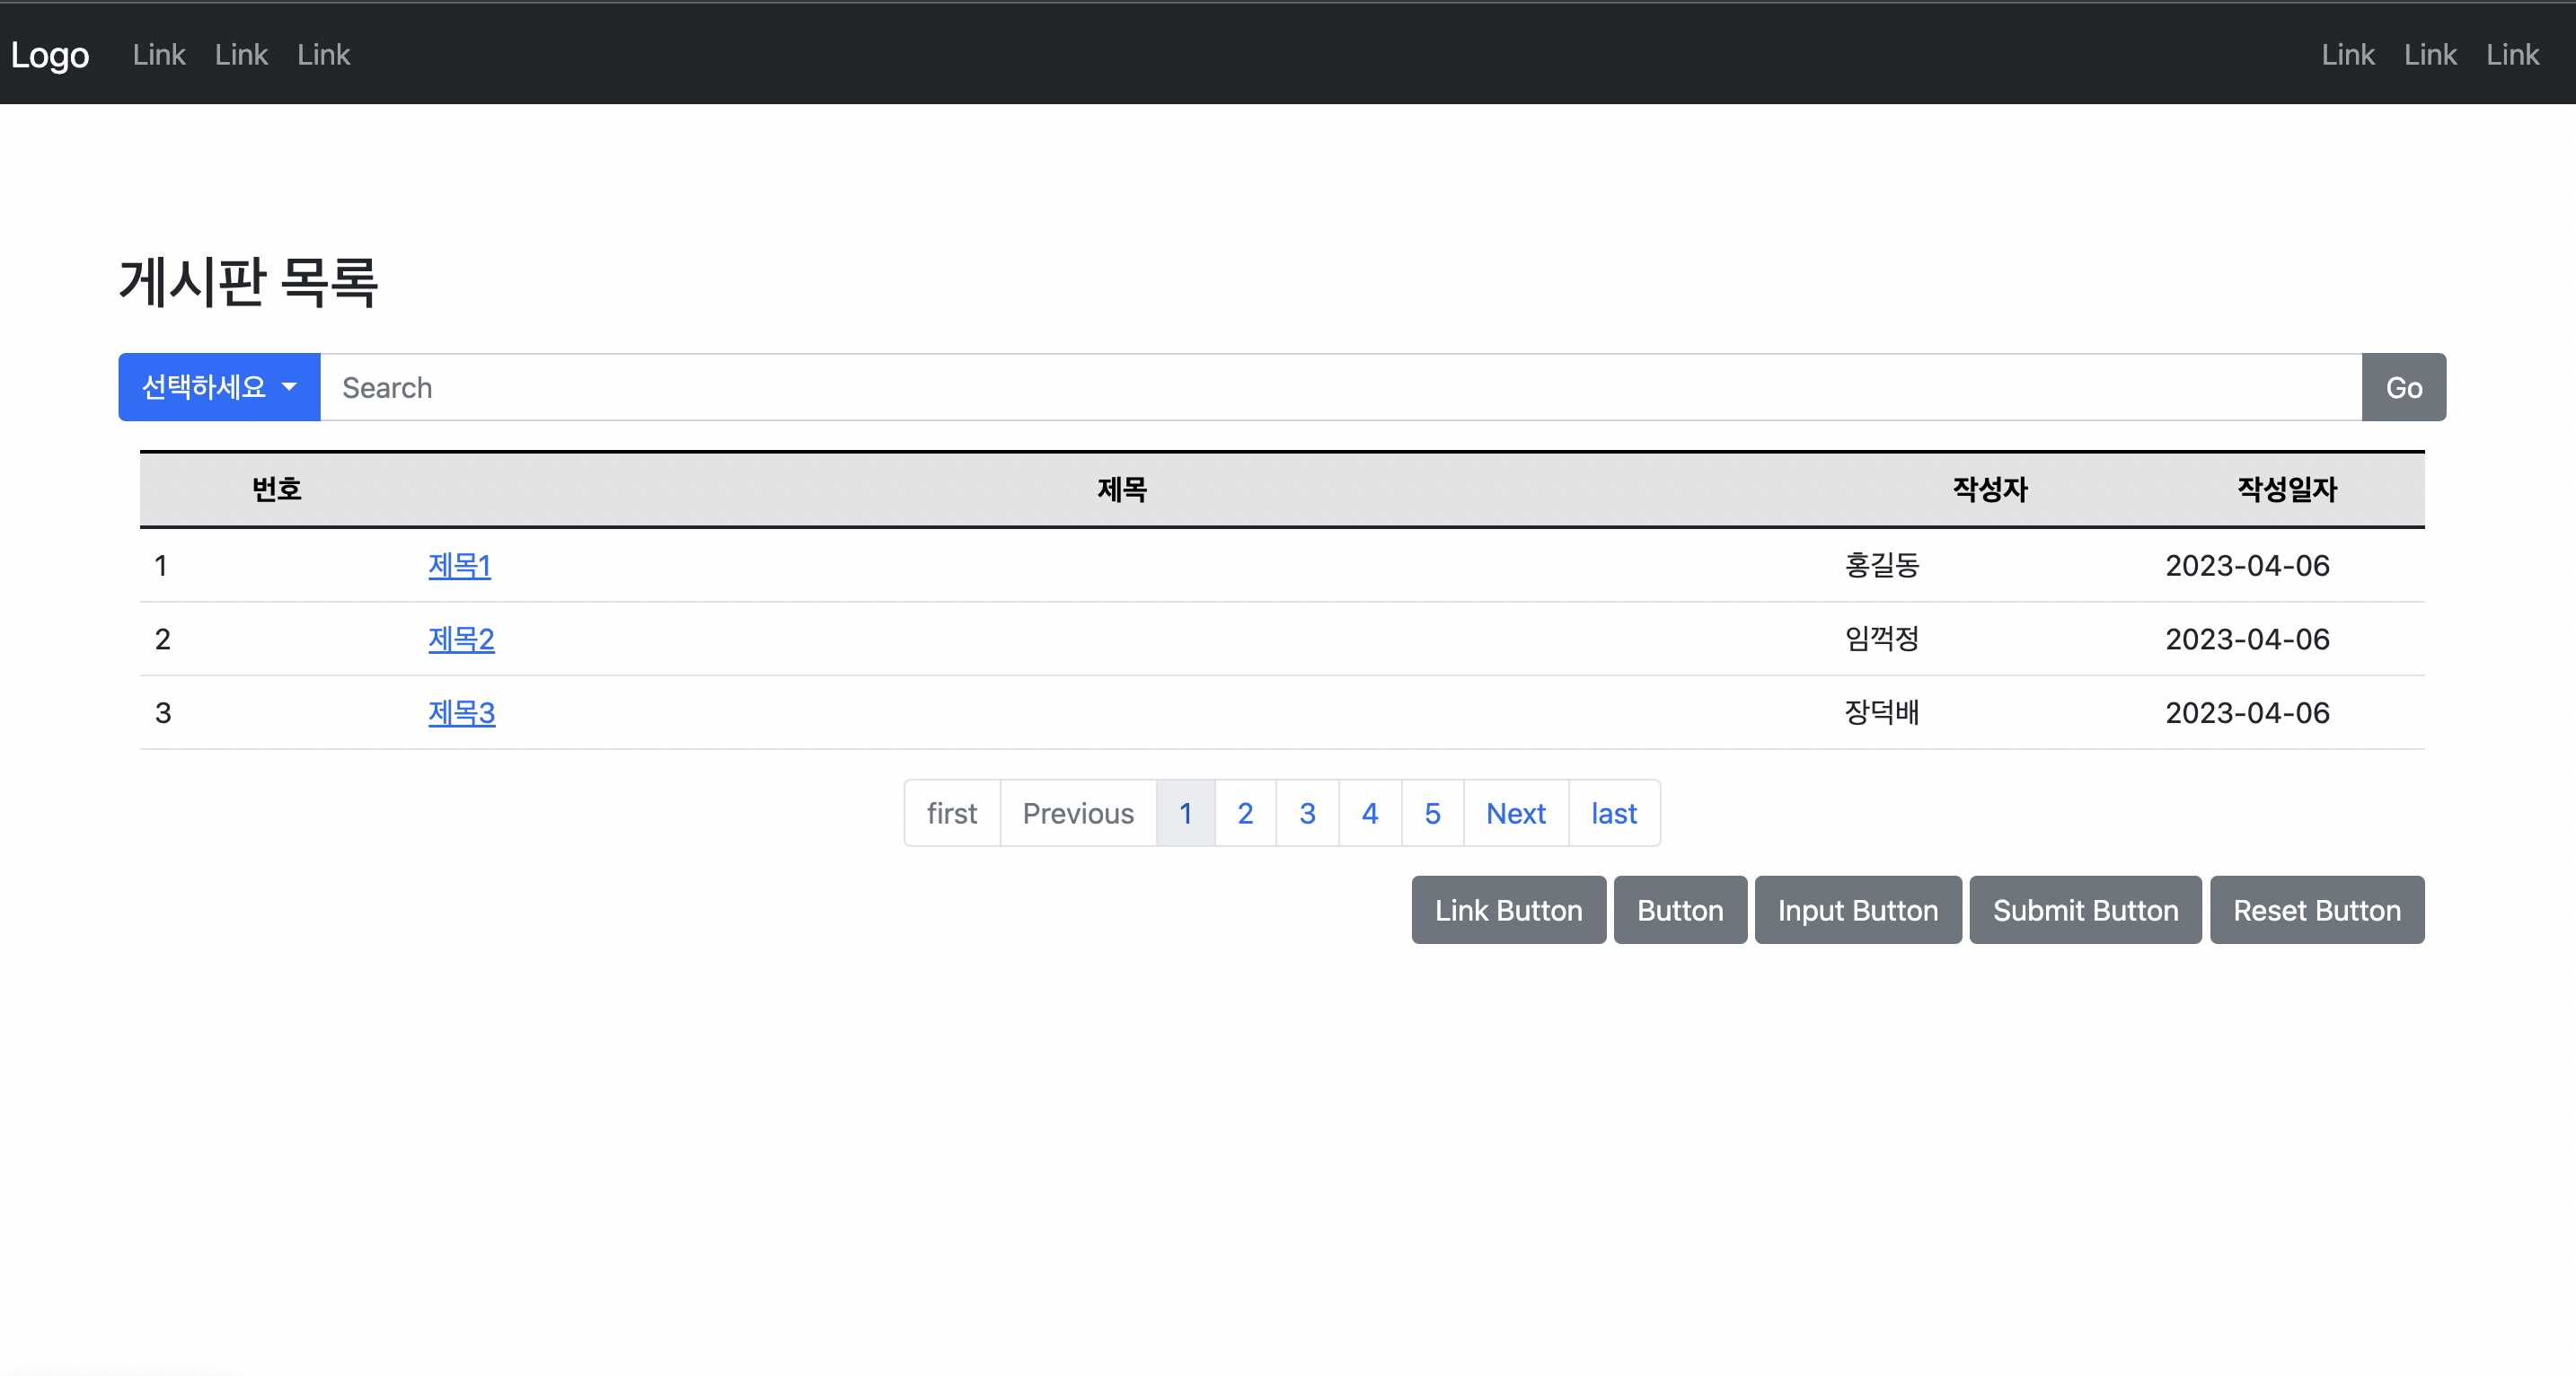 Logo Link Link Link Link Link Link
게시판 목록
선택하세요 Search Go
번호 제목 작성자 작성일자
1 제목1 홍길동 2023-04-06
2 제목2 임꺽정 2023-04-06
3 제목3 장덕배 2023-04-06
first Previous 1 2 3 4 5 Next last
Link Button Button Input Button Submit Button Reset Button